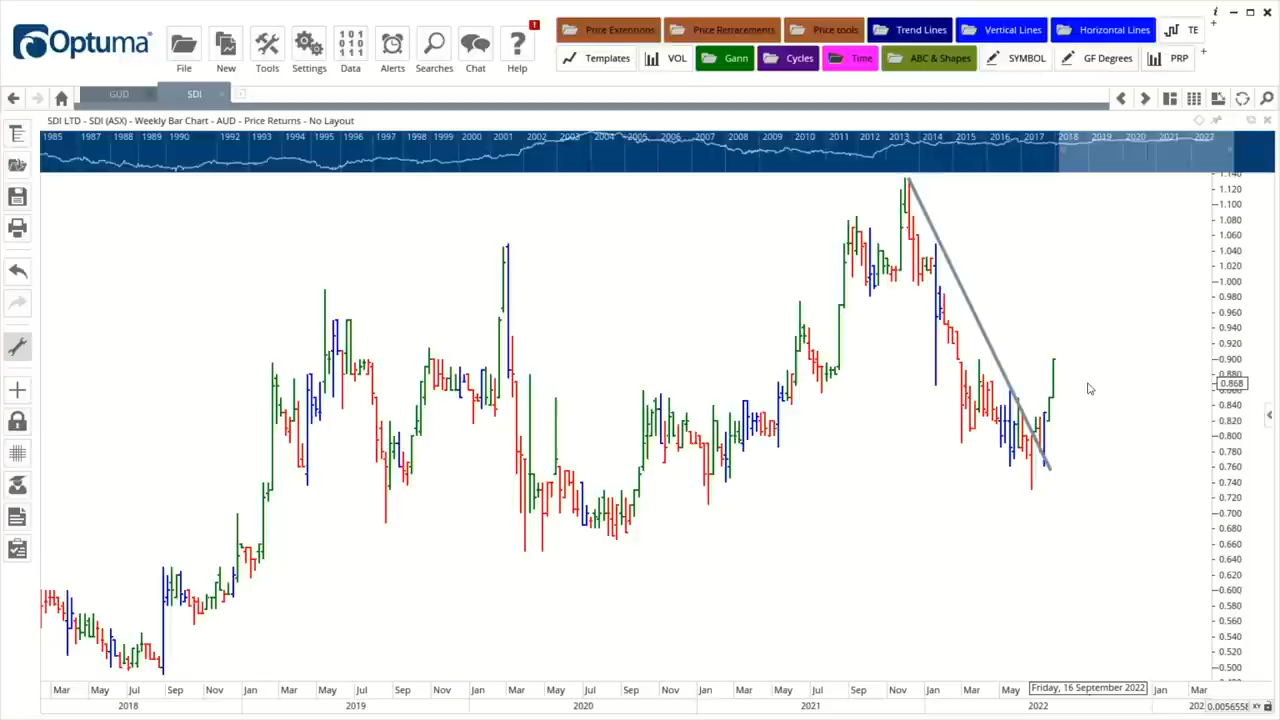 Optuma
File
New
Tools
Settings
101
010
101
Data
Alerts
Searches
Chat
!
?
Help
i
Price Extensions
Price Retracements
Price tools
Trend Lines
Vertical Lines
Horizontal Lines
TE
Templates
VOL
Gann
Cycles
Time
ABC & Shapes
SYMBOL
GF Degrees
PRP
GUD
SDI
SDI LTD - SDI (ASX) - Weekly Bar Chart - AUD - Price Returns - No Layout
1985 1987 1989 1990 1992 1993 1994 1995 1996 1997 1998 1999 2000 2001 2002 2003 2004 2005 2006 2007 2008 2009 2010 2011 2012 2013 2014 2015 2016 2017 2018 2019 2020 2021 2022
1.140
1.120
1.100
1.080
1.060
1.040
1.020
1.000
0.980
0.960
0.940
0.920
0.900
0.880
0.868
0.840
0.820
0.800
0.780
0.760
0.740
0.720
0.700
0.680
0.660
0.640
0.620
0.600
0.580
0.560
0.540
0.520
0.500
Mar May Jul Sep Nov Jan Mar May Jul Sep Nov Jan Mar May Jul Sep Nov Jan Mar May Jul Sep Nov Jan Mar May Friday, 16 September 2022 Jan Mar
2018 2019 2020 2021 2022 202 0.0056558 XY